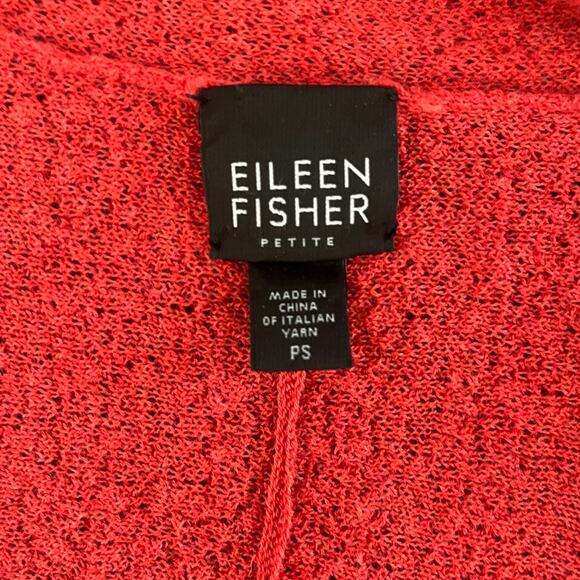 EILEEN
FISHER
PETITE
MADE IN
CHINA
OF ITALIAN
YARN
PS